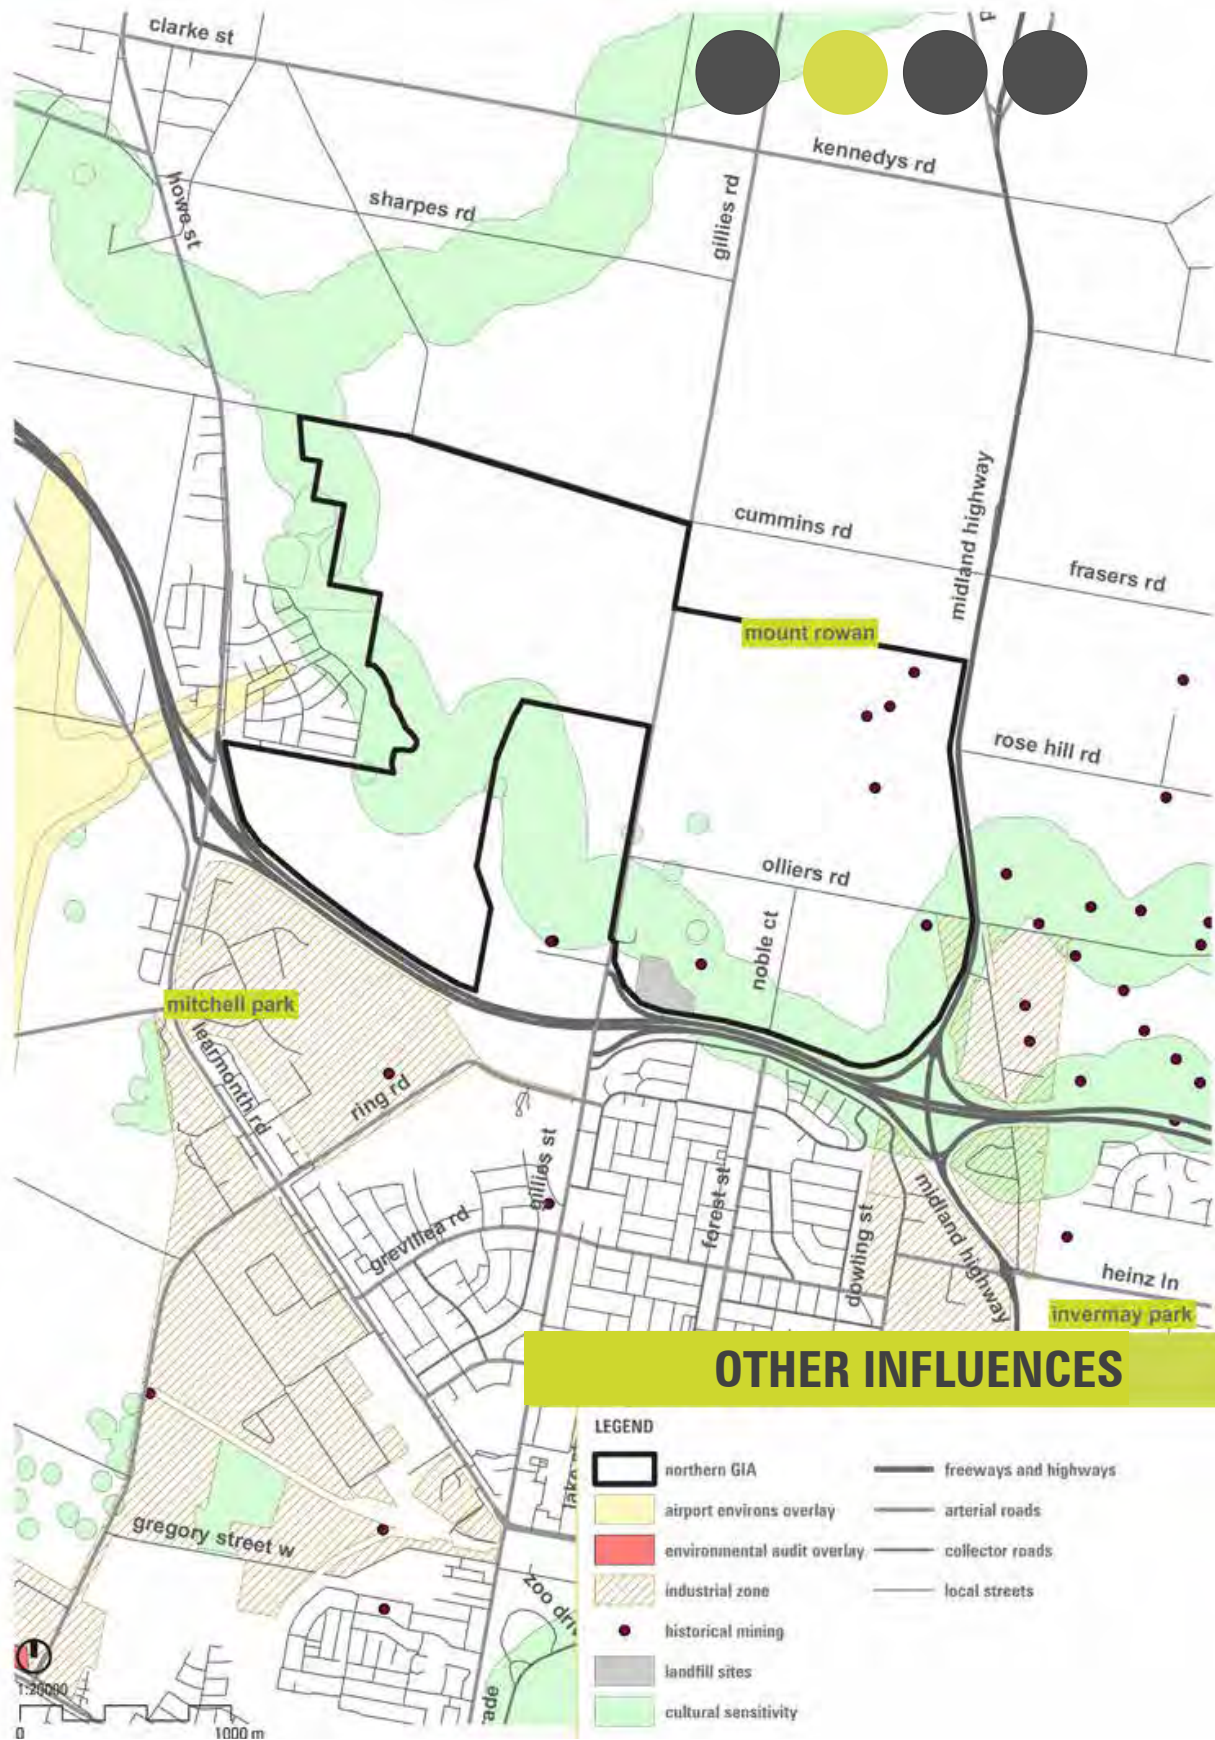 clarke st
kennedys rd
howe st
sharpes rd
gillies rd
midland highway
cummins rd
frasers rd
mount rowan
rose hill rd
olliers rd
noble ct
mitchell park
learmonth rd
ring rd
gillies st
forest st
grevillea rd
dowling st
midland highway
heinz ln
invermay park
OTHER INFLUENCES
LEGEND
northern GIA
airport environs overlay
environmental audit overlay
industrial zone
historical mining
landfill sites
cultural sensitivity
freeways and highways
arterial roads
collector roads
local streets
lake
gregory street w
zoo driv
ade
1:20000
0 1000 m